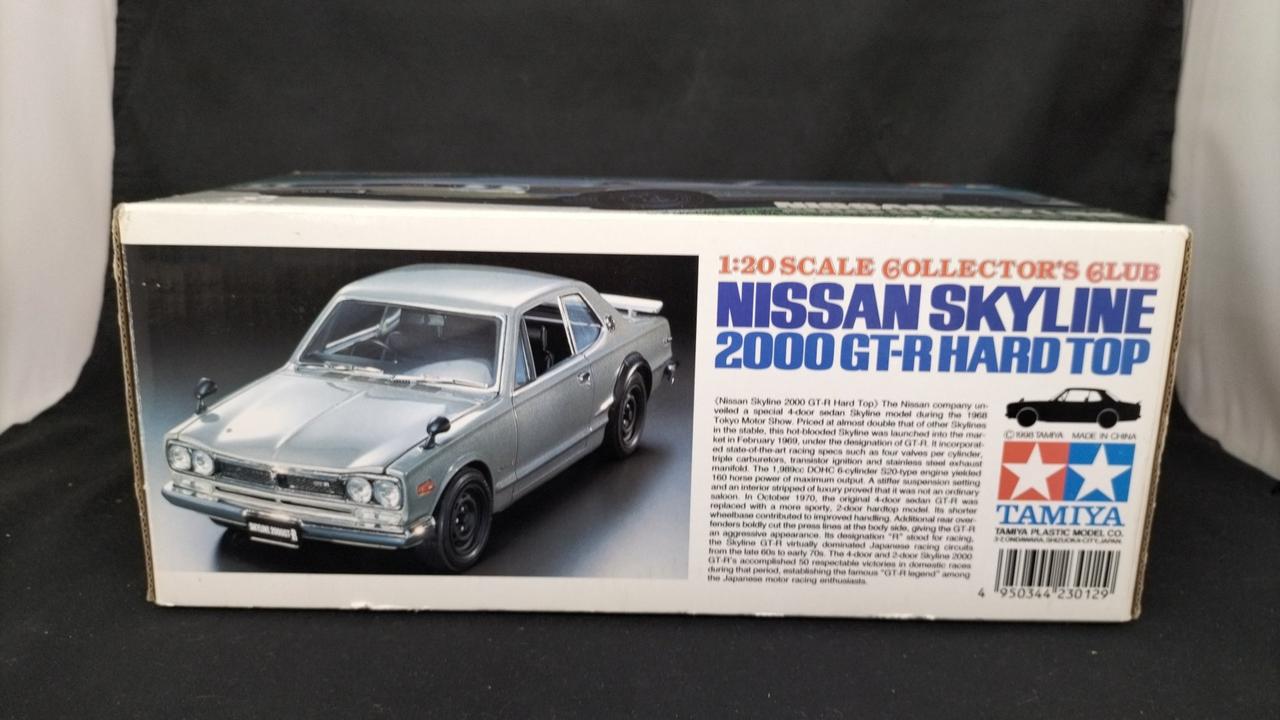 1:20 SCALE COLLECTOR'S CLUB
NISSAN SKYLINE
2000 GT-R HARD TOP
《Nissan Skyline 2000 GT-R Hard Top》 The Nissan company un-
veiled a special 4-door sedan Skyline model during the 1968
Tokyo Motor Show. Priced at almost double that of other Skylines
in the stable, this hot-blooded Skyline was launched into the mar-
ket in February 1969, under the designation of GT-R. It incorporat-
ed state-of-the-art racing specs such as four valves per cylinder,
triple carburetors, transistor ignition and stainless steel exhaust
manifold. The 1,989cc DOHC 6-cylinder S20-type engine yielded
160 horse power of maximum output. A stiffer suspension setting
and an interior stripped of luxury proved that it was not an ordinary
saloon. In October 1970, the original 4-door sedan GT-R was
replaced with a more sporty, 2-door hardtop model. Its shorter
wheelbase contributed to improved handling. Additional rear over-
fenders boldly cut the press lines at the body side, giving the GT-R
an aggressive appearance. Its designation "R" stood for racing,
the Skyline GT-R virtually dominated Japanese racing circuits
from the late 60s to early 70s. The 4-door and 2-door Skyline 2000
GT-R's accomplished 50 respectable victories in domestic races
during that period, establishing the famous "GT-R legend" among
the Japanese motor racing enthusiasts.
© 1998 TAMIYA MADE IN CHINA
TAMIYA
TAMIYA PLASTIC MODEL CO.
3-7, ONDAWARA, SHIZUOKA-CITY, JAPAN.
4 950344 230129
GT-R
SKYLINE 2000GT-R